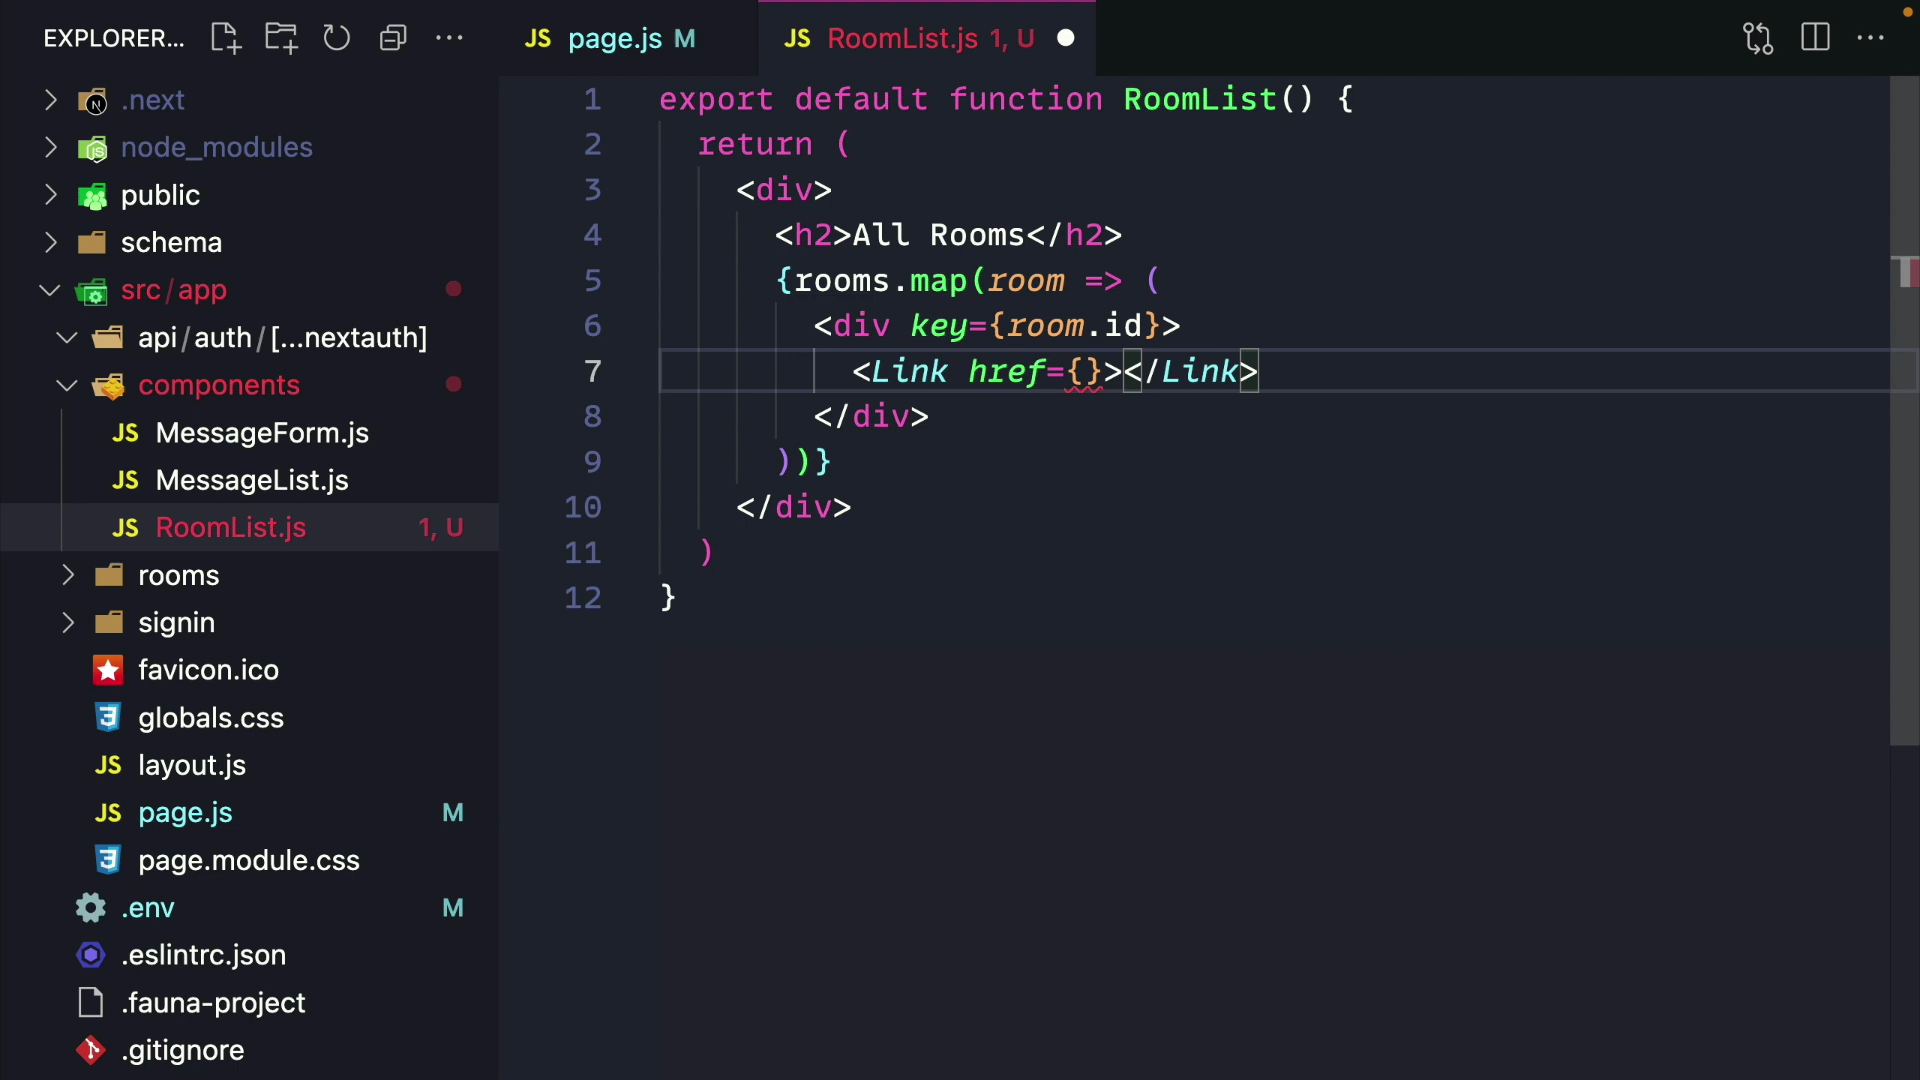 EXPLORER...
.next
node_modules
public
schema
src/app
api/auth/[...nextauth]
components
JS MessageForm.js
JS MessageList.js
JS RoomList.js 1, U
rooms
signin
favicon.ico
globals.css
JS layout.js
JS page.js M
page.module.css
.env M
.eslintrc.json
.fauna-project
.gitignore
JS page.js M
JS RoomList.js 1, U
1 export default function RoomList() {
2 return (
3 <div>
4 <h2>All Rooms</h2>
5 {rooms.map(room => (
6 <div key={room.id}>
7 <Link href={}></Link>
8 </div>
9 ))}
10 </div>
11 )
12 }